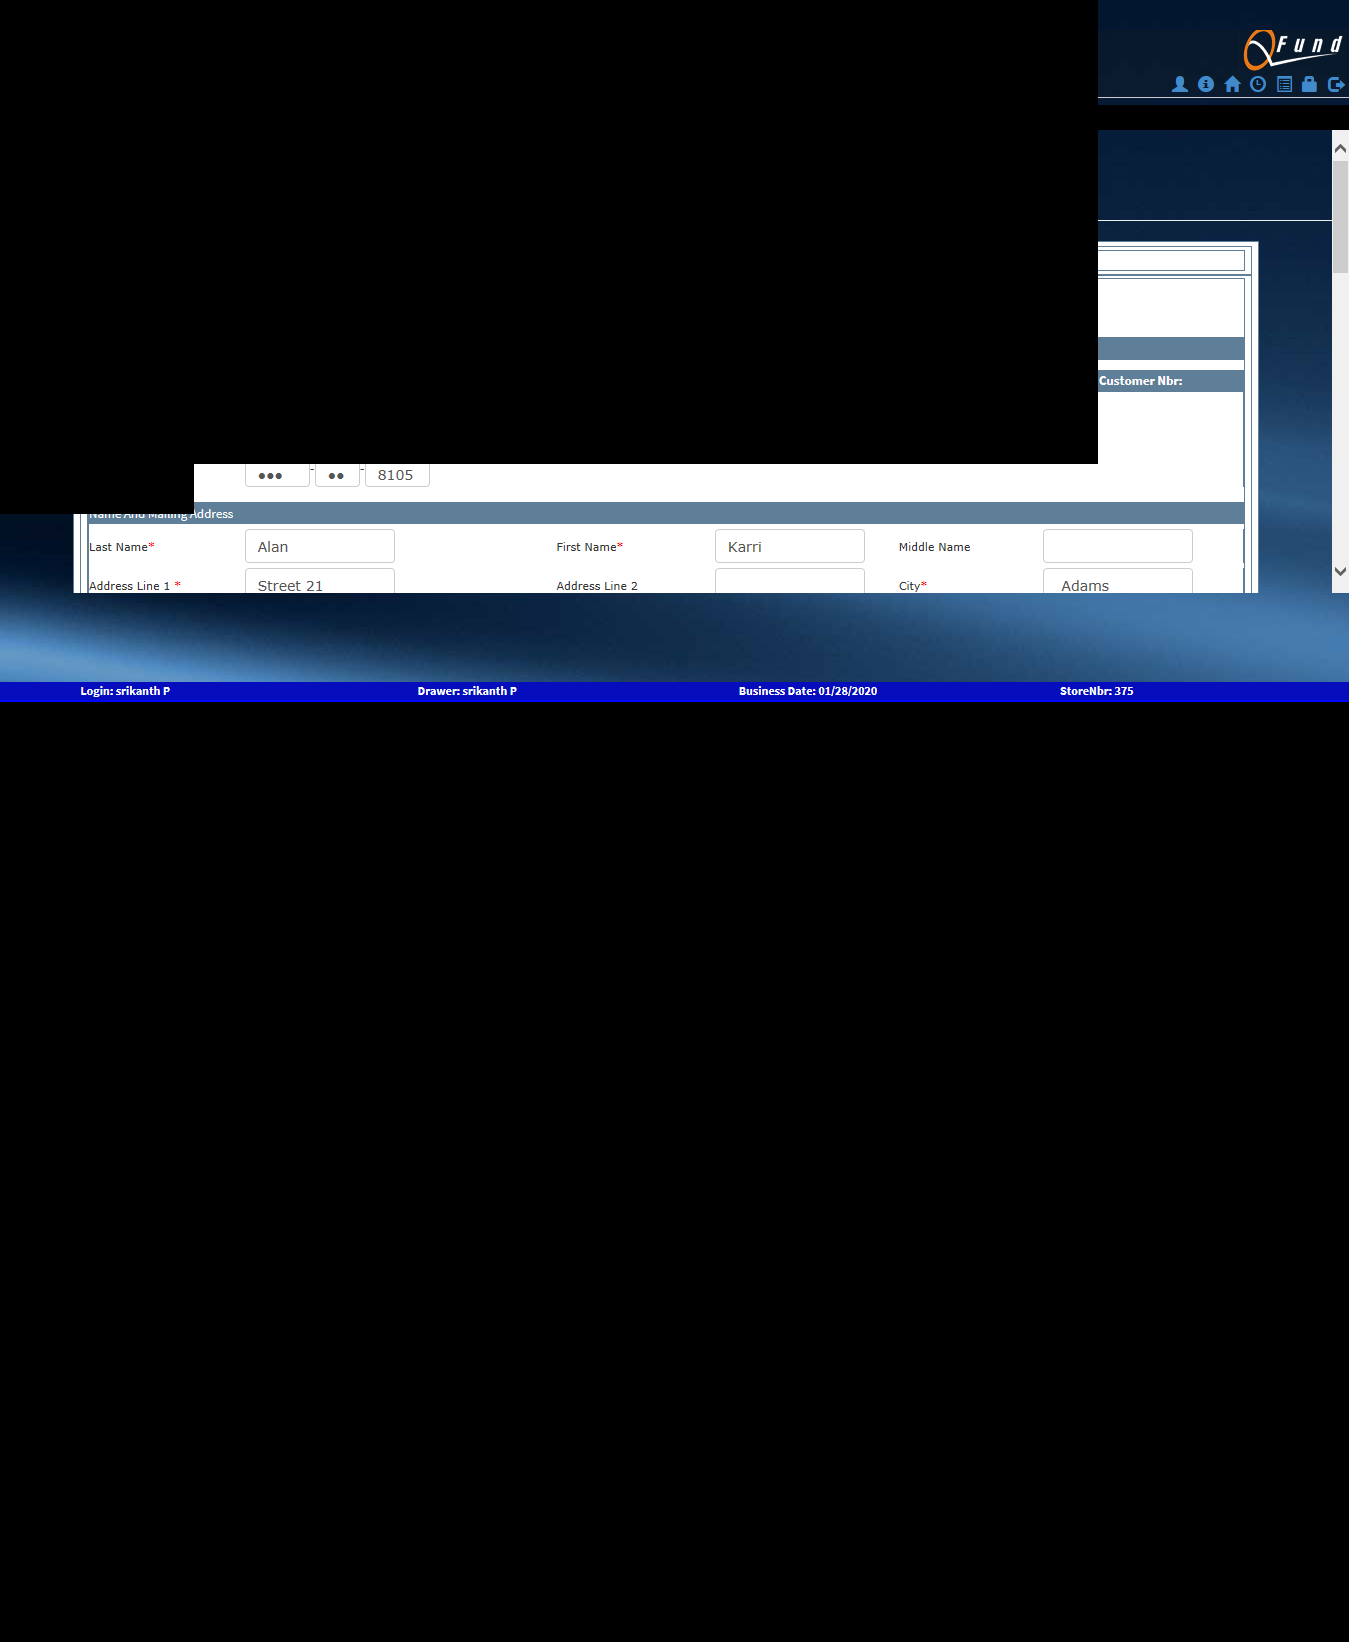 Fund
Customer Nbr:
●●● - ●● - 8105
Name And Mailing Address
Last Name* Alan First Name* Karri Middle Name
Address Line 1 * Street 21 Address Line 2 City* Adams
Login: srikanth P Drawer: srikanth P Business Date: 01/28/2020 StoreNbr: 375